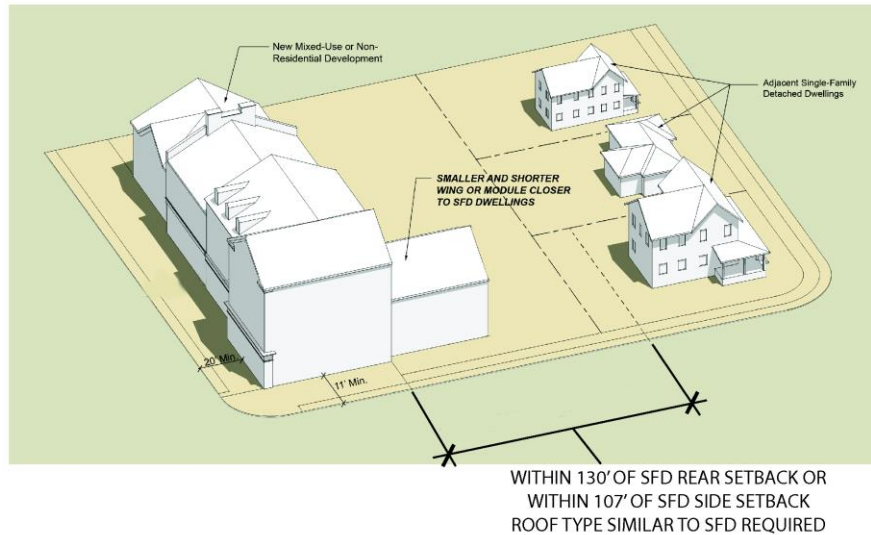 New Mixed-Use or Non-
Residential Development
Adjacent Single-Family
Detached Dwellings
SMALLER AND SHORTER
WING OR MODULE CLOSER
TO SFD DWELLINGS
20' Min.
11' Min.
WITHIN 130' OF SFD REAR SETBACK OR
WITHIN 107' OF SFD SIDE SETBACK
ROOF TYPE SIMILAR TO SFD REQUIRED